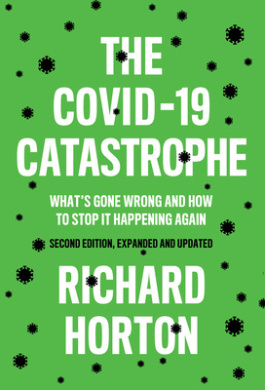 THE
COVID-19
CATASTROPHE
WHAT'S GONE WRONG AND HOW
TO STOP IT HAPPENING AGAIN
SECOND EDITION, EXPANDED AND UPDATED
RICHARD
HORTON